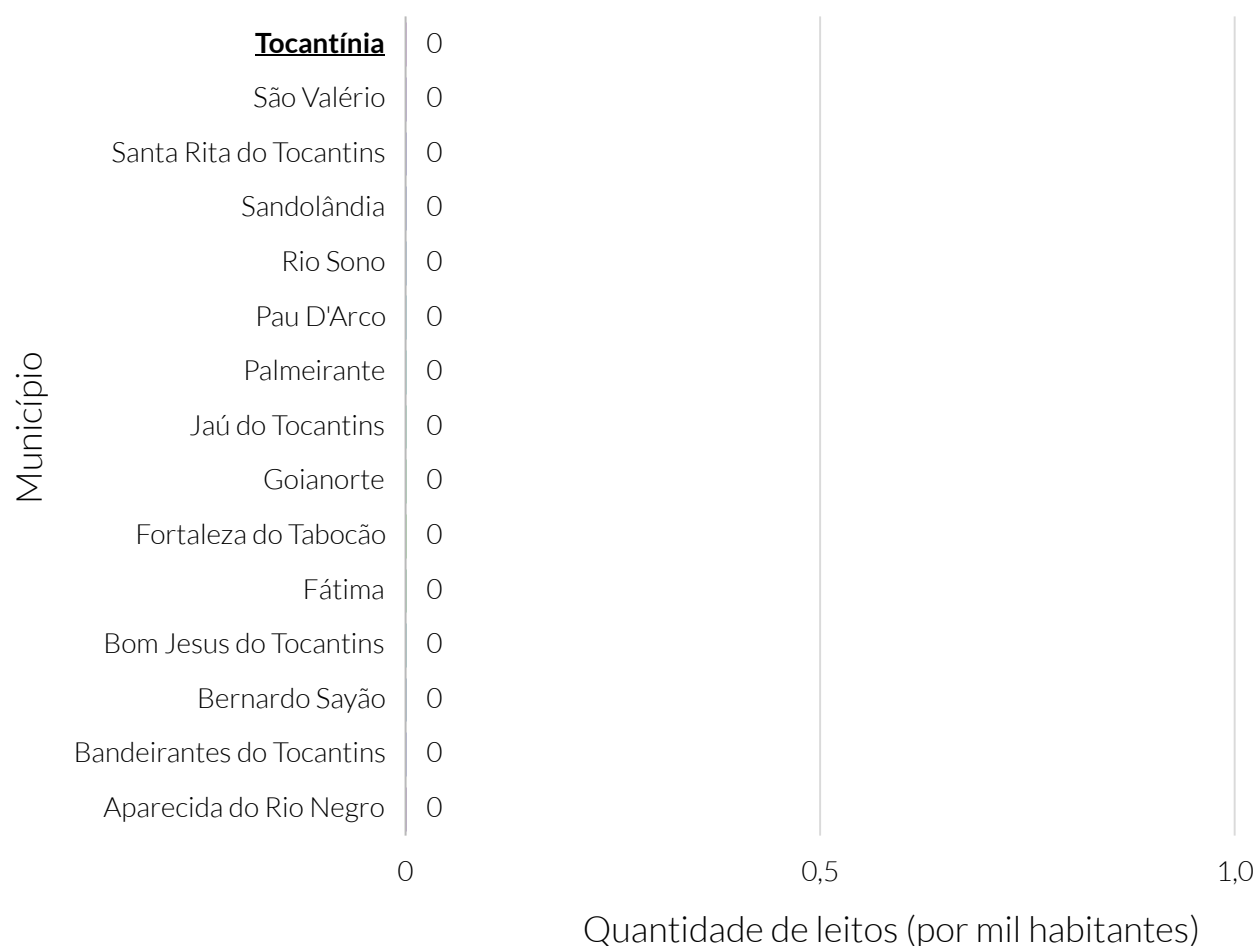 Município
Tocantínia 0
São Valério 0
Santa Rita do Tocantins 0
Sandolândia 0
Rio Sono 0
Pau D'Arco 0
Palmeirante 0
Jaú do Tocantins 0
Goianorte 0
Fortaleza do Tabocão 0
Fátima 0
Bom Jesus do Tocantins 0
Bernardo Sayão 0
Bandeirantes do Tocantins 0
Aparecida do Rio Negro 0
0 0,5 1,0
Quantidade de leitos (por mil habitantes)